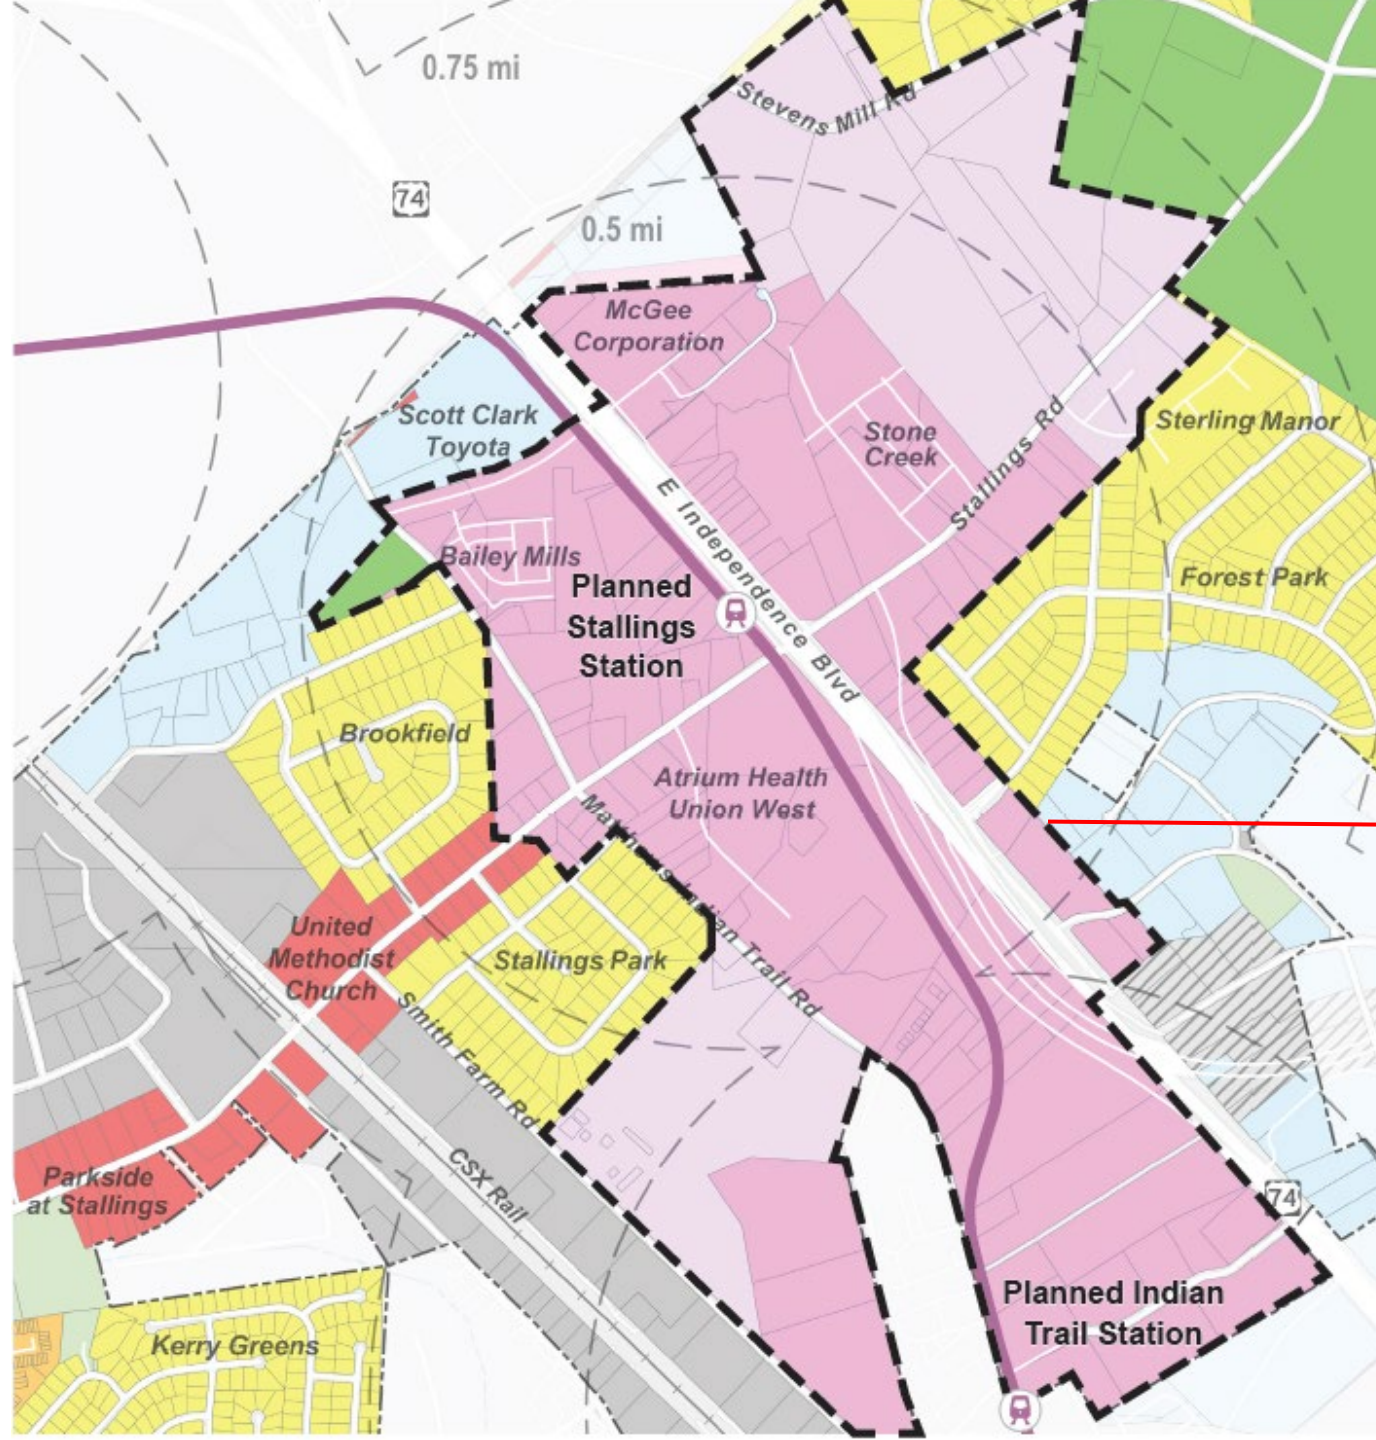 0.75 mi
Stevens Mill Rd
74
0.5 mi
McGee
Corporation
Scott Clark
Toyota
Stone
Creek
Stallings Rd
Sterling Manor
E Independence Blvd
Bailey Mills
Forest Park
Planned
Stallings
Station
Brookfield
Atrium Health
Union West
Matthews Indian Trail Rd
United
Methodist
Church
Stallings Park
Smith Farm Rd
CSX Rail
Parkside
at Stallings
74
Planned Indian
Trail Station
Kerry Greens